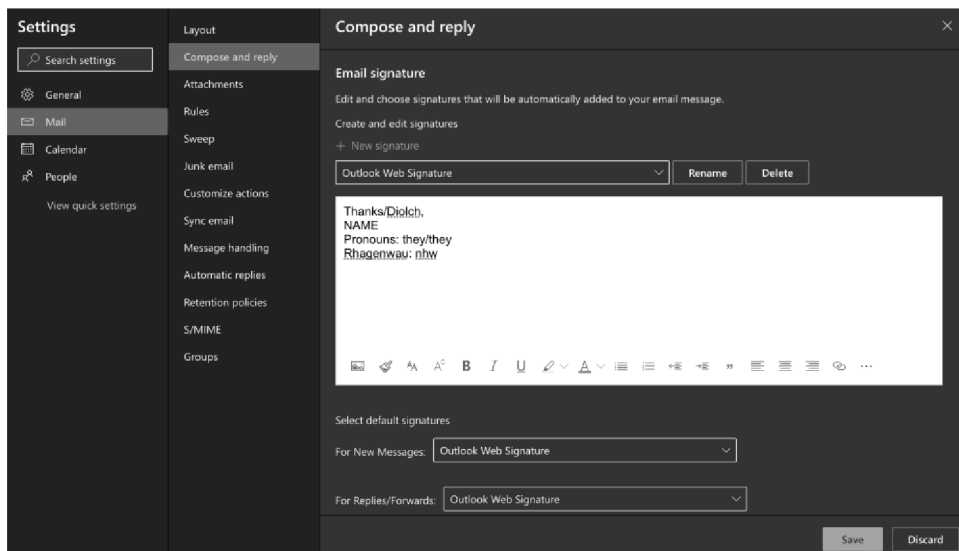 Settings
Search settings
General
Mail
Calendar
People
View quick settings
Layout
Compose and reply
Attachments
Rules
Sweep
Junk email
Customize actions
Sync email
Message handling
Automatic replies
Retention policies
S/MIME
Groups
Compose and reply
Email signature
Edit and choose signatures that will be automatically added to your email message.
Create and edit signatures
+ New signature
Outlook Web Signature
Rename
Delete
Thanks/Diolch,
NAME
Pronouns: they/they
Rhagenwau: nhw
Select default signatures
For New Messages: Outlook Web Signature
For Replies/Forwards: Outlook Web Signature
Save
Discard